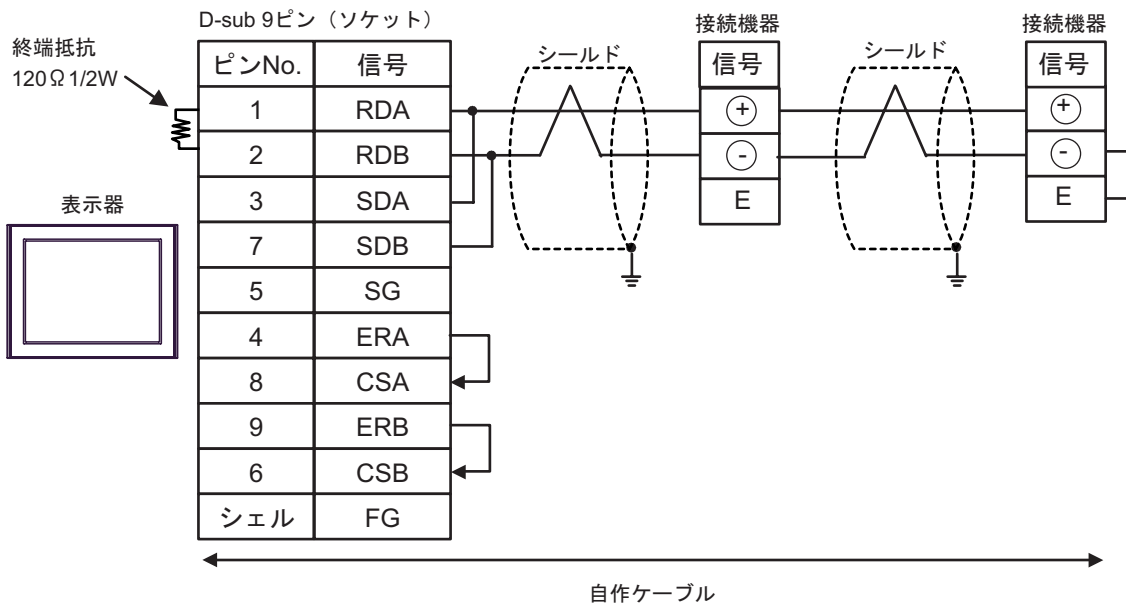 D-sub 9ピン（ソケット）
終端抵抗
120Ω1/2W
ピンNo. 信号
1 RDA
2 RDB
3 SDA
7 SDB
5 SG
4 ERA
8 CSA
9 ERB
6 CSB
シェル FG
表示器
シールド
接続機器
信号
+
-
E
シールド
接続機器
信号
+
-
E
自作ケーブル